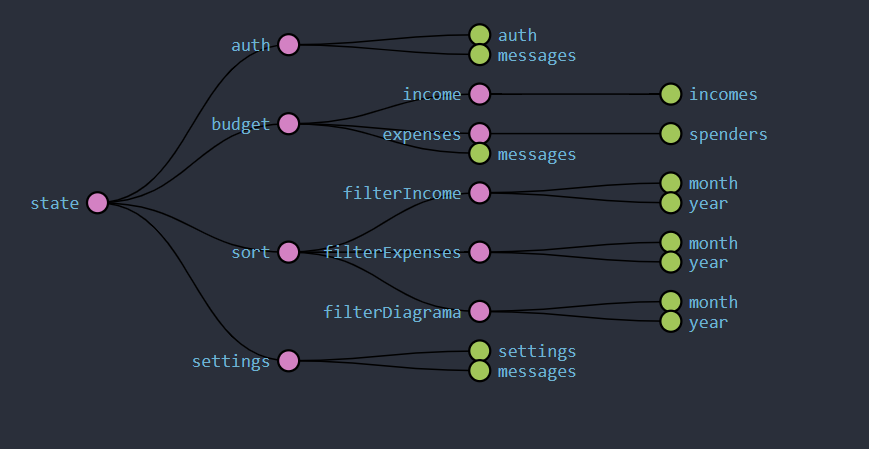 state
auth
auth
messages
budget
income
incomes
expenses
spenders
messages
sort
filterIncome
month
year
filterExpenses
month
year
filterDiagrama
month
year
settings
settings
messages